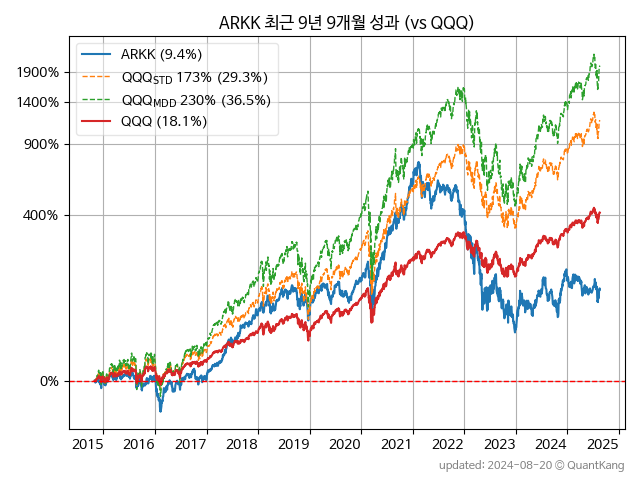 ARKK 최근 9년 9개월 성과 (vs QQQ)
ARKK (9.4%)
QQQSTD 173% (29.3%)
QQQMDD 230% (36.5%)
QQQ (18.1%)
1900%
1400%
900%
400%
0%
2015 2016 2017 2018 2019 2020 2021 2022 2023 2024 2025
updated: 2024-08-20 © QuantKang